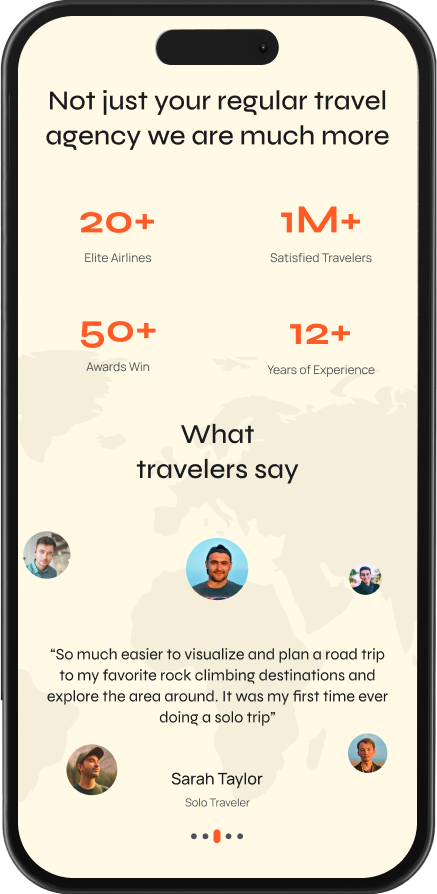 Not just your regular travel
agency we are much more
20+
1M+
Elite Airlines
Satisfied Travelers
50+
12+
Awards Win
Years of Experience
What
travelers say
“So much easier to visualize and plan a road trip
to my favorite rock climbing destinations and
explore the area around. It was my first time ever
doing a solo trip”
Sarah Taylor
Solo Traveler